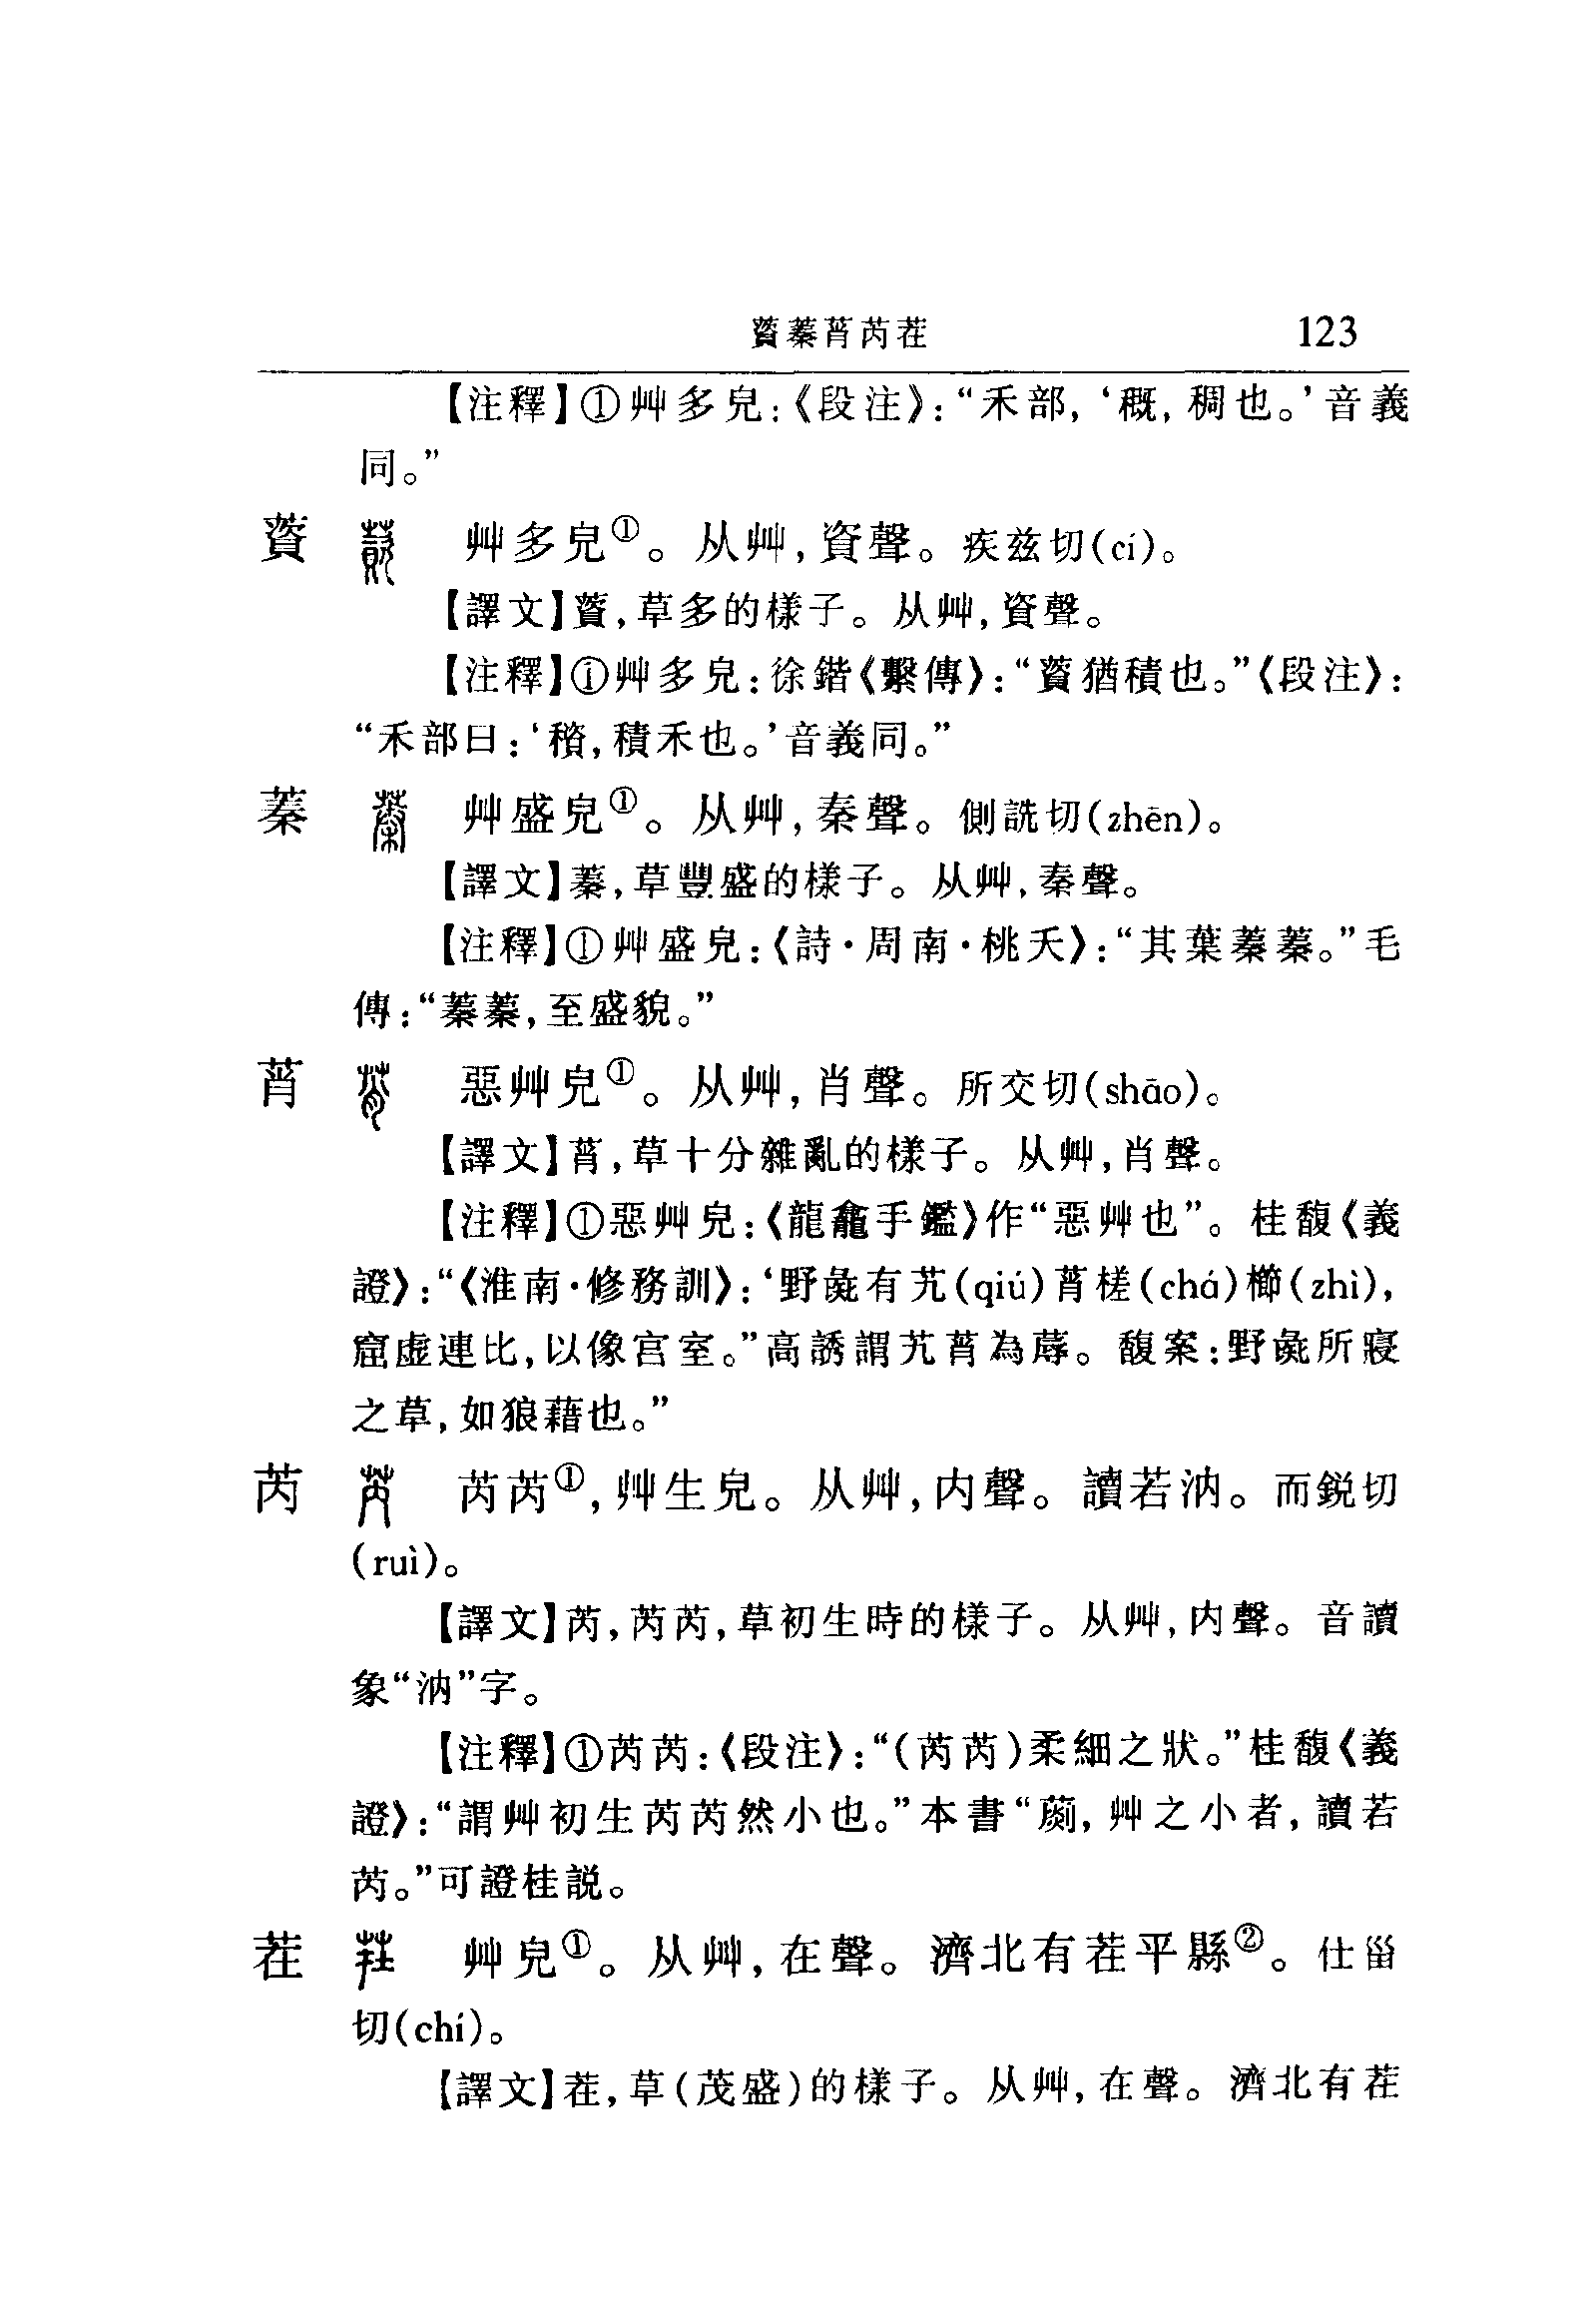 薋蓁莦芮茬 123
【注釋】①艸多皃:《段注》:“禾部,‘穊,稠也。’音義
同。”
薋 艸多皃①。从艸,資聲。疾兹切(cí)。
【譯文】薋,草多的樣子。从艸,資聲。
【注釋】①艸多皃:徐鍇《繫傳》:“薋猶積也。”《段注》:
“禾部曰:‘穧,積禾也。’音義同。”
蓁 艸盛皃①。从艸,秦聲。側詵切(zhēn)。
【譯文】蓁,草豐盛的樣子。从艸,秦聲。
【注釋】①艸盛皃:《詩·周南·桃夭》:“其葉蓁蓁。”毛
傳:“蓁蓁,至盛貌。”
莦 惡艸皃①。从艸,肖聲。所交切(shāo)。
【譯文】莦,草十分雜亂的樣子。从艸,肖聲。
【注釋】①惡艸皃:《龍龕手鑑》作“惡艸也”。桂馥《義
證》:“《淮南·修務訓》:‘野彘有艽(qiú)莦槎(chá)櫛(zhì),
窟虚連比,以像宫室。”高誘謂艽莦為蓐。馥案:野彘所寢
之草,如狼藉也。”
芮 芮芮①,艸生皃。从艸,内聲。讀若汭。而鋭切
(ruì)。
【譯文】芮,芮芮,草初生時的樣子。从艸,内聲。音讀
象“汭”字。
【注釋】①芮芮:《段注》:“(芮芮)柔細之狀。”桂馥《義
證》:“謂艸初生芮芮然小也。”本書“䕞,艸之小者,讀若
芮。”可證桂説。
茬 艸皃①。从艸,在聲。濟北有茬平縣②。仕甾
切(chí)。
【譯文】茬,草(茂盛)的樣子。从艸,在聲。濟北有茬